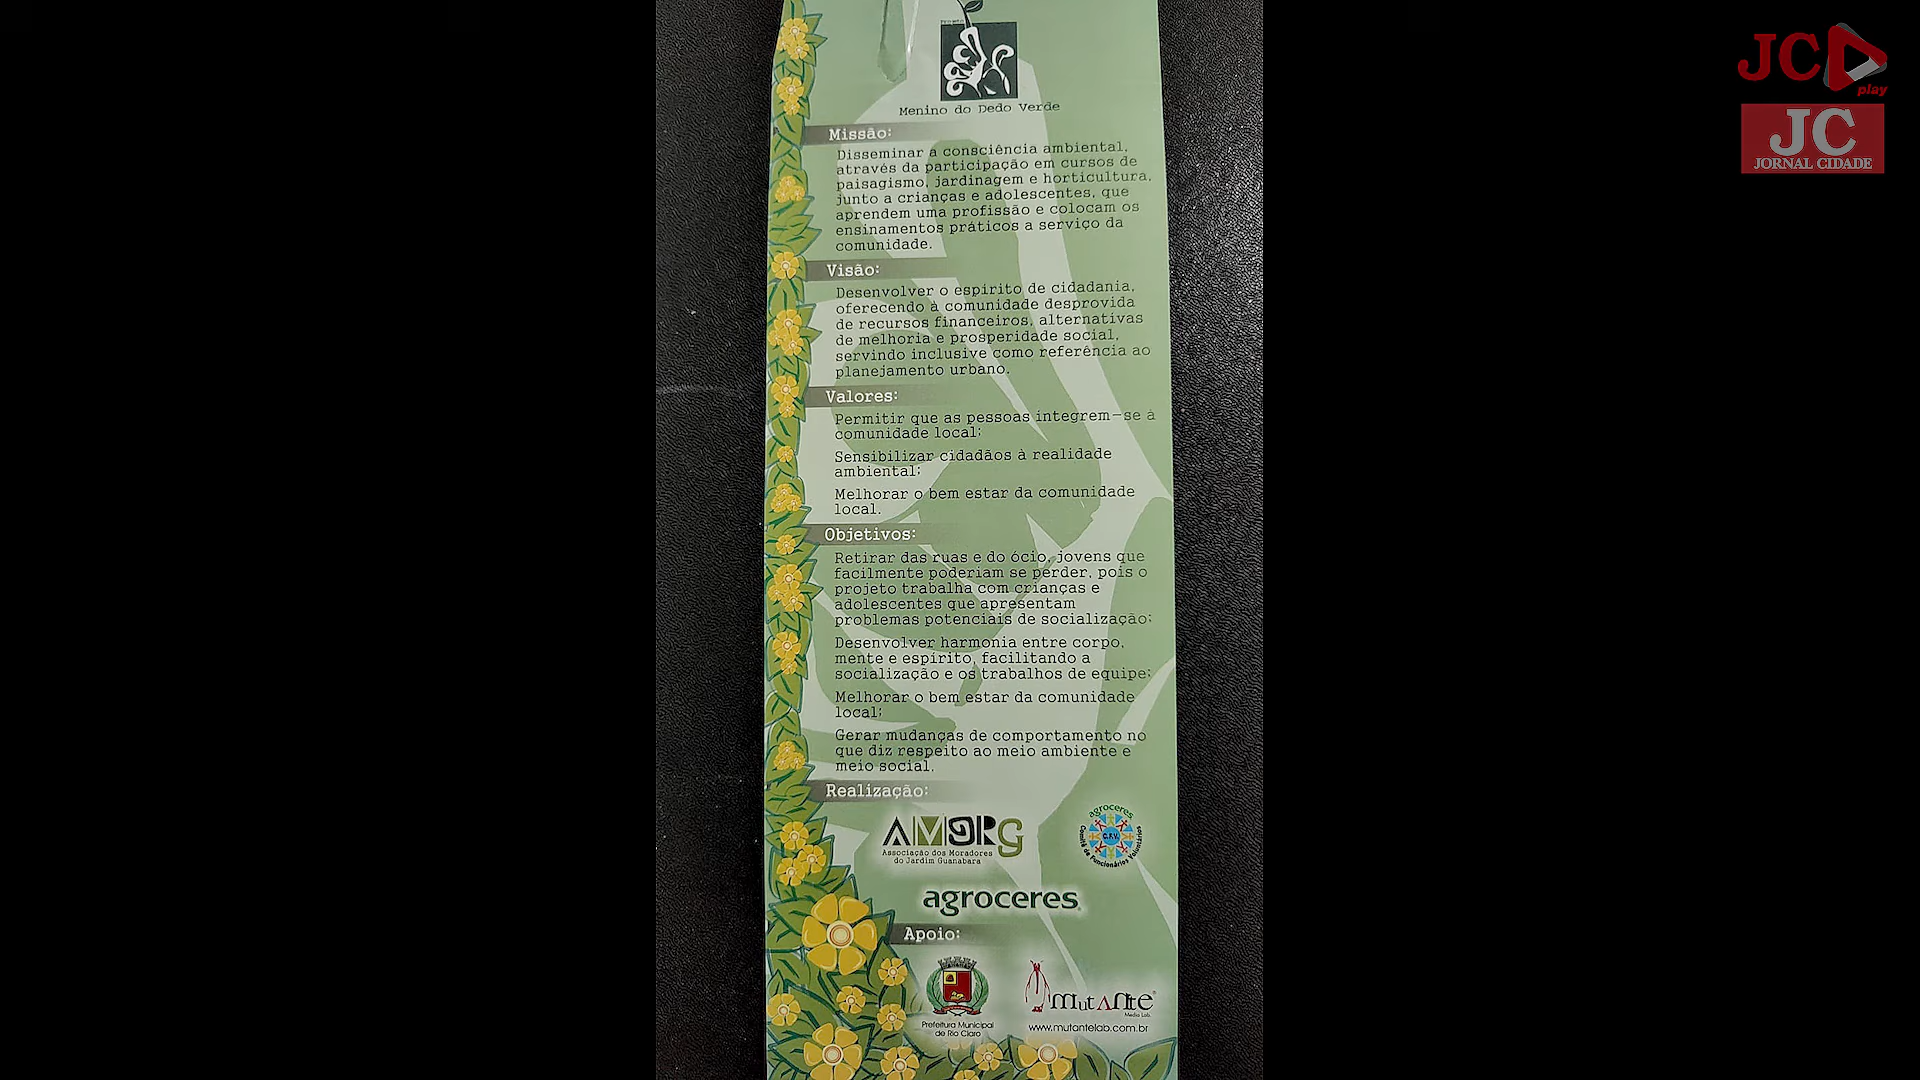 Projeto
Menino do Dedo Verde
Missão:
Disseminar a consciência ambiental,
através da participação em cursos de
paisagismo, jardinagem e horticultura,
junto a crianças e adolescentes, que
aprendem uma profissão e colocam os
ensinamentos práticos a serviço da
comunidade.
Visão:
Desenvolver o espirito de cidadania,
oferecendo à comunidade desprovida
de recursos financeiros, alternativas
de melhoria e prosperidade social,
servindo inclusive como referência ao
planejamento urbano.
Valores:
Permitir que as pessoas integrem-se à
comunidade local;
Sensibilizar cidadãos à realidade
ambiental;
Melhorar o bem estar da comunidade
local.
Objetivos:
Retirar das ruas e do ócio, jovens que
facilmente poderiam se perder, pois o
projeto trabalha com crianças e
adolescentes que apresentam
problemas potenciais de socialização;
Desenvolver harmonia entre corpo,
mente e espírito, facilitando a
socialização e os trabalhos de equipe;
Melhorar o bem estar da comunidade
local;
Gerar mudanças de comportamento no
que diz respeito ao meio ambiente e
meio social.
Realização:
AMORG
Associação dos Moradores
do Jardim Guanabara
agroceres
C.F.V.
Comitê de Funcionários Voluntários
agroceres
Apoio:
Prefeitura Municipal
de Rio Claro
mutAnte
Media Lab.
www.mutantelab.com.br
JC
play
JC
JORNAL CIDADE